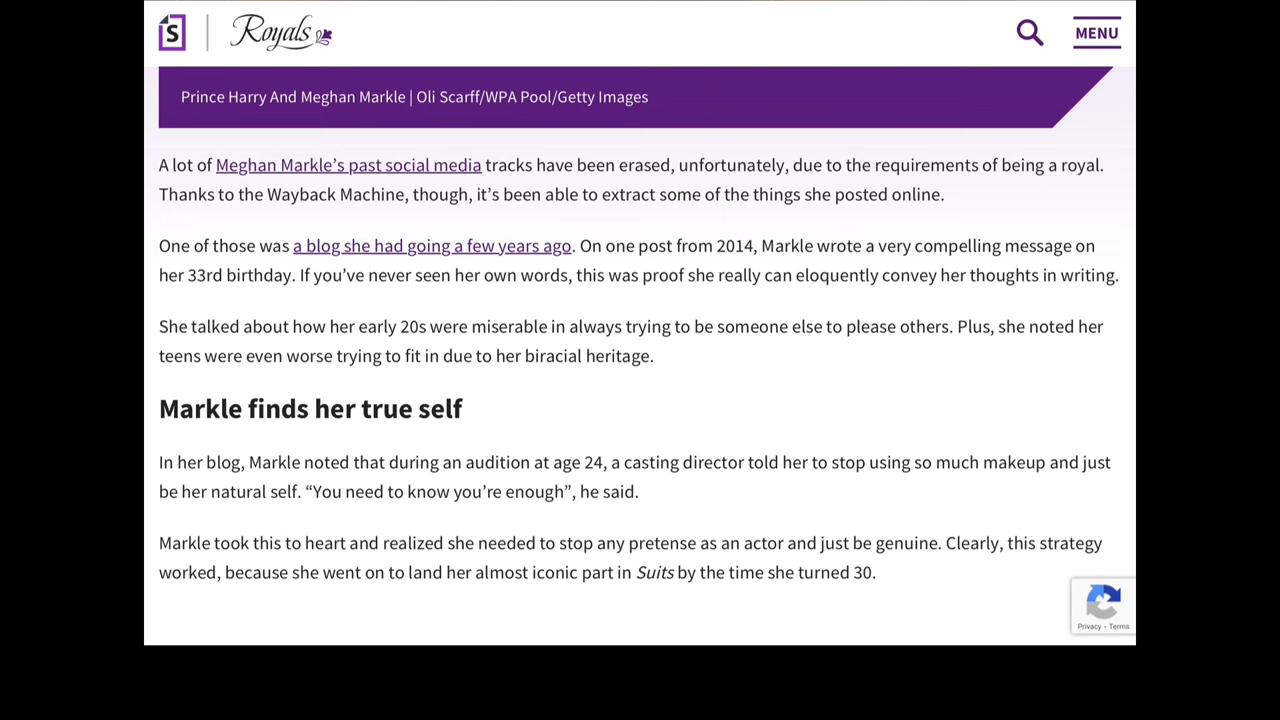 S
Royals
MENU
Prince Harry And Meghan Markle | Oli Scarff/WPA Pool/Getty Images
A lot of Meghan Markle’s past social media tracks have been erased, unfortunately, due to the requirements of being a royal.
Thanks to the Wayback Machine, though, it’s been able to extract some of the things she posted online.
One of those was a blog she had going a few years ago. On one post from 2014, Markle wrote a very compelling message on
her 33rd birthday. If you’ve never seen her own words, this was proof she really can eloquently convey her thoughts in writing.
She talked about how her early 20s were miserable in always trying to be someone else to please others. Plus, she noted her
teens were even worse trying to fit in due to her biracial heritage.
Markle finds her true self
In her blog, Markle noted that during an audition at age 24, a casting director told her to stop using so much makeup and just
be her natural self. “You need to know you’re enough”, he said.
Markle took this to heart and realized she needed to stop any pretense as an actor and just be genuine. Clearly, this strategy
worked, because she went on to land her almost iconic part in Suits by the time she turned 30.
Privacy - Terms